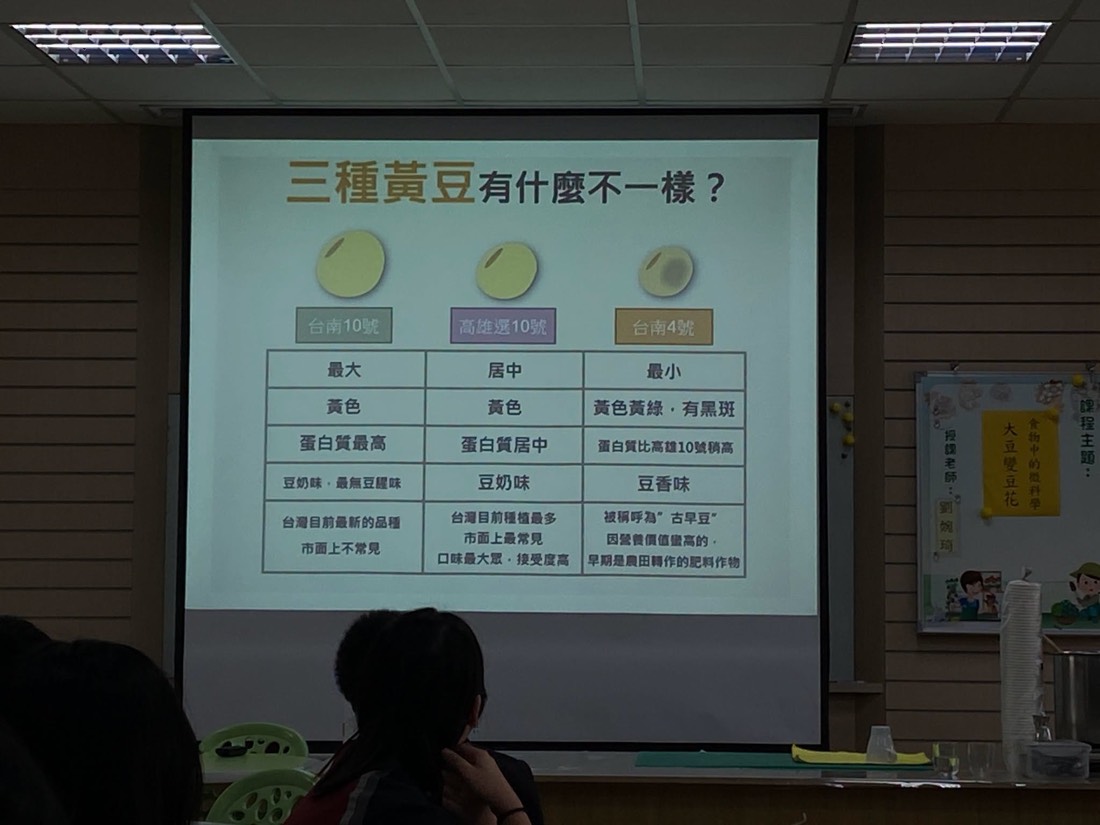 三種黃豆有什麼不一樣？
台南10號
高雄選10號
台南4號
最大
居中
最小
黃色
黃色
黃色黃綠，有黑斑
蛋白質最高
蛋白質居中
蛋白質比高雄10號稍高
豆奶味，最無豆腥味
豆奶味
豆香味
台灣目前最新的品種
市面上不常見
台灣目前種植最多
市面上最常見
口味最大眾，接受度高
被稱呼為"古早豆"
因營養價值蠻高的，
早期是農田轉作的肥料作物
課程主題：
食物中的微科學
大豆變豆花
授課老師：
劉婉琦